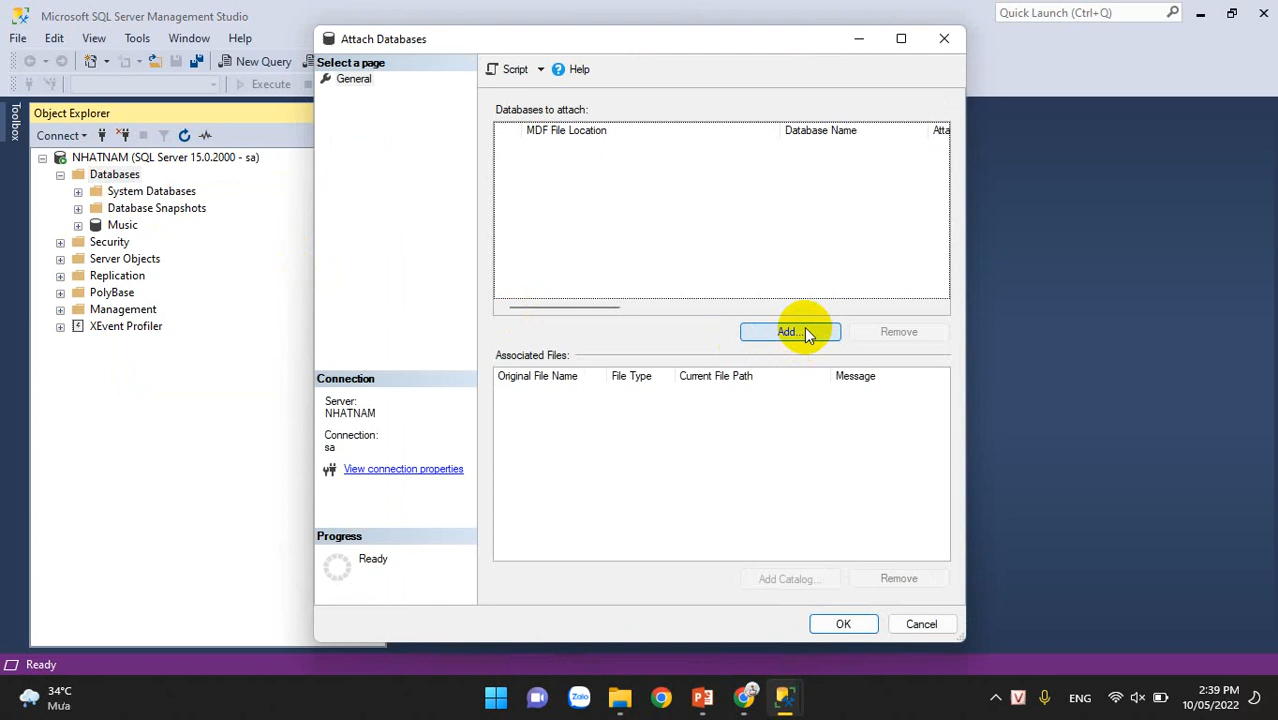 Microsoft SQL Server Management Studio
Quick Launch (Ctrl+Q)
File Edit View Tools Window Help
New Query
Execute
Toolbox
Object Explorer
Connect
NHATNAM (SQL Server 15.0.2000 - sa)
Databases
System Databases
Database Snapshots
Music
Security
Server Objects
Replication
PolyBase
Management
XEvent Profiler
Attach Databases
Select a page
General
Script Help
Databases to attach:
MDF File Location Database Name Atta
Add... Remove
Associated Files:
Original File Name File Type Current File Path Message
Connection
Server:
NHATNAM
Connection:
sa
View connection properties
Progress
Ready
Add Catalog... Remove
OK Cancel
Ready
34°C
Mưa
ENG
2:39 PM
10/05/2022